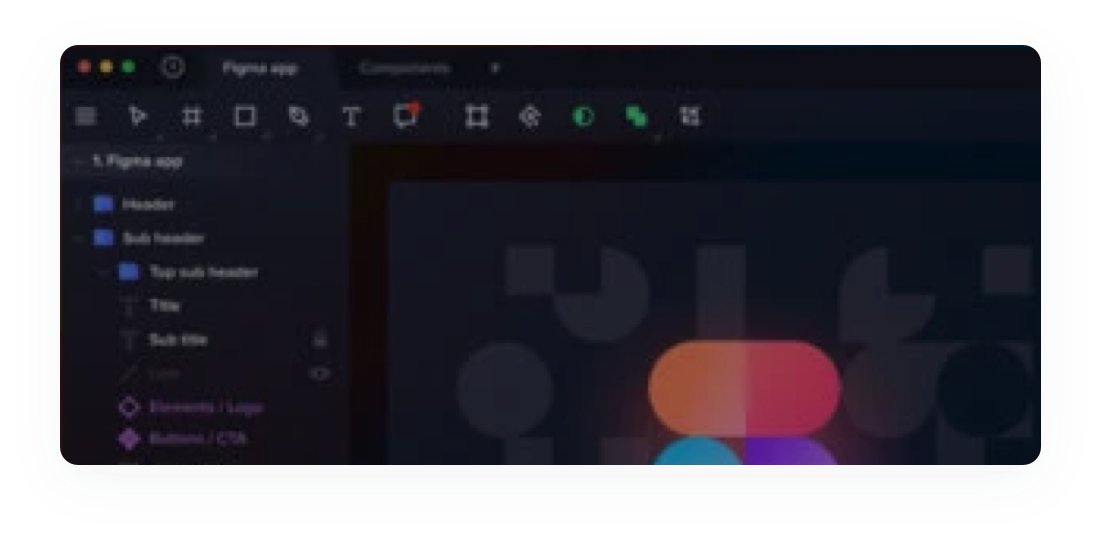 Figma app
Components
1. Figma app
Header
Sub header
Top sub header
Title
Sub title
Elements / Logo
Buttons / CTA